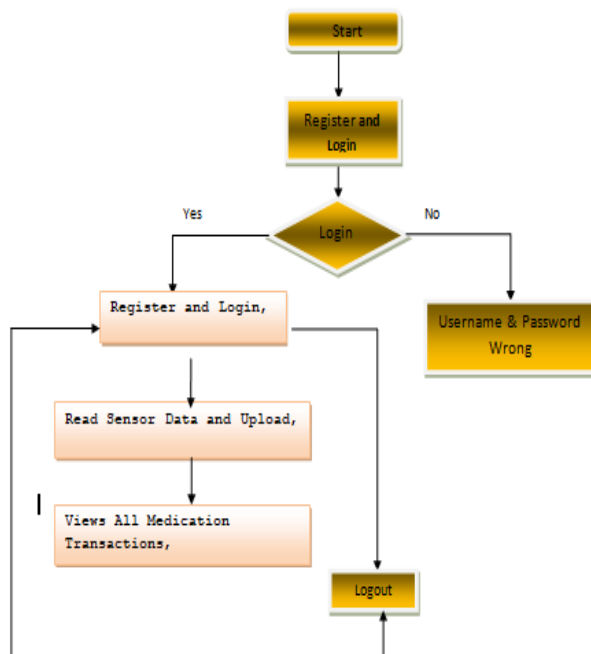 Start
Register and
Login
Login
Yes
No
Register and Login,
Username & Password
Wrong
Read Sensor Data and Upload,
Views All Medication
Transactions,
Logout